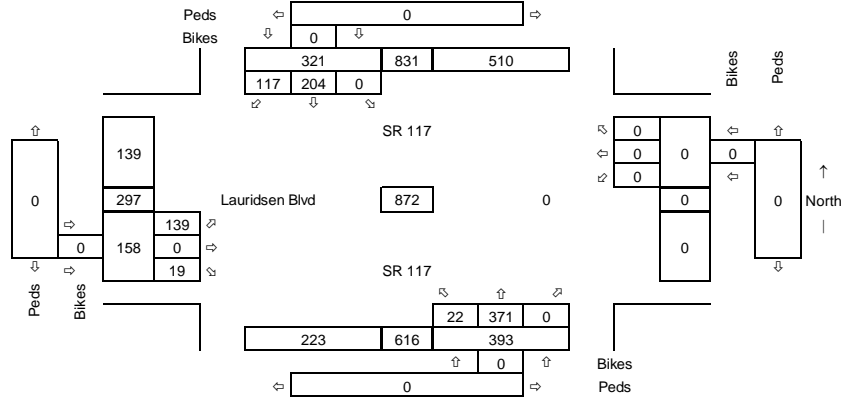 Peds ⇦ 0 ⇨
Bikes ⇩ 0 ⇩
321 831 510
117 204 0
⬃ ⇩ ⬂
Bikes
Peds
SR 117
⇧
139
⬁ 0
⇦ 0 0 ⇦ 0 ⇧
⬃ 0 ⇦
0 297 Lauridsen Blvd 872 0 0 0 ↑ North |
⇨ 139 ⬀
0 158 0 ⇨ 0
⇩ ⇨ 19 ⬂ ⇩
Peds
Bikes
SR 117
⬁ ⇧ ⬀
22 371 0
223 616 393
⇧ 0 ⇧ Bikes
⇦ 0 ⇨ Peds